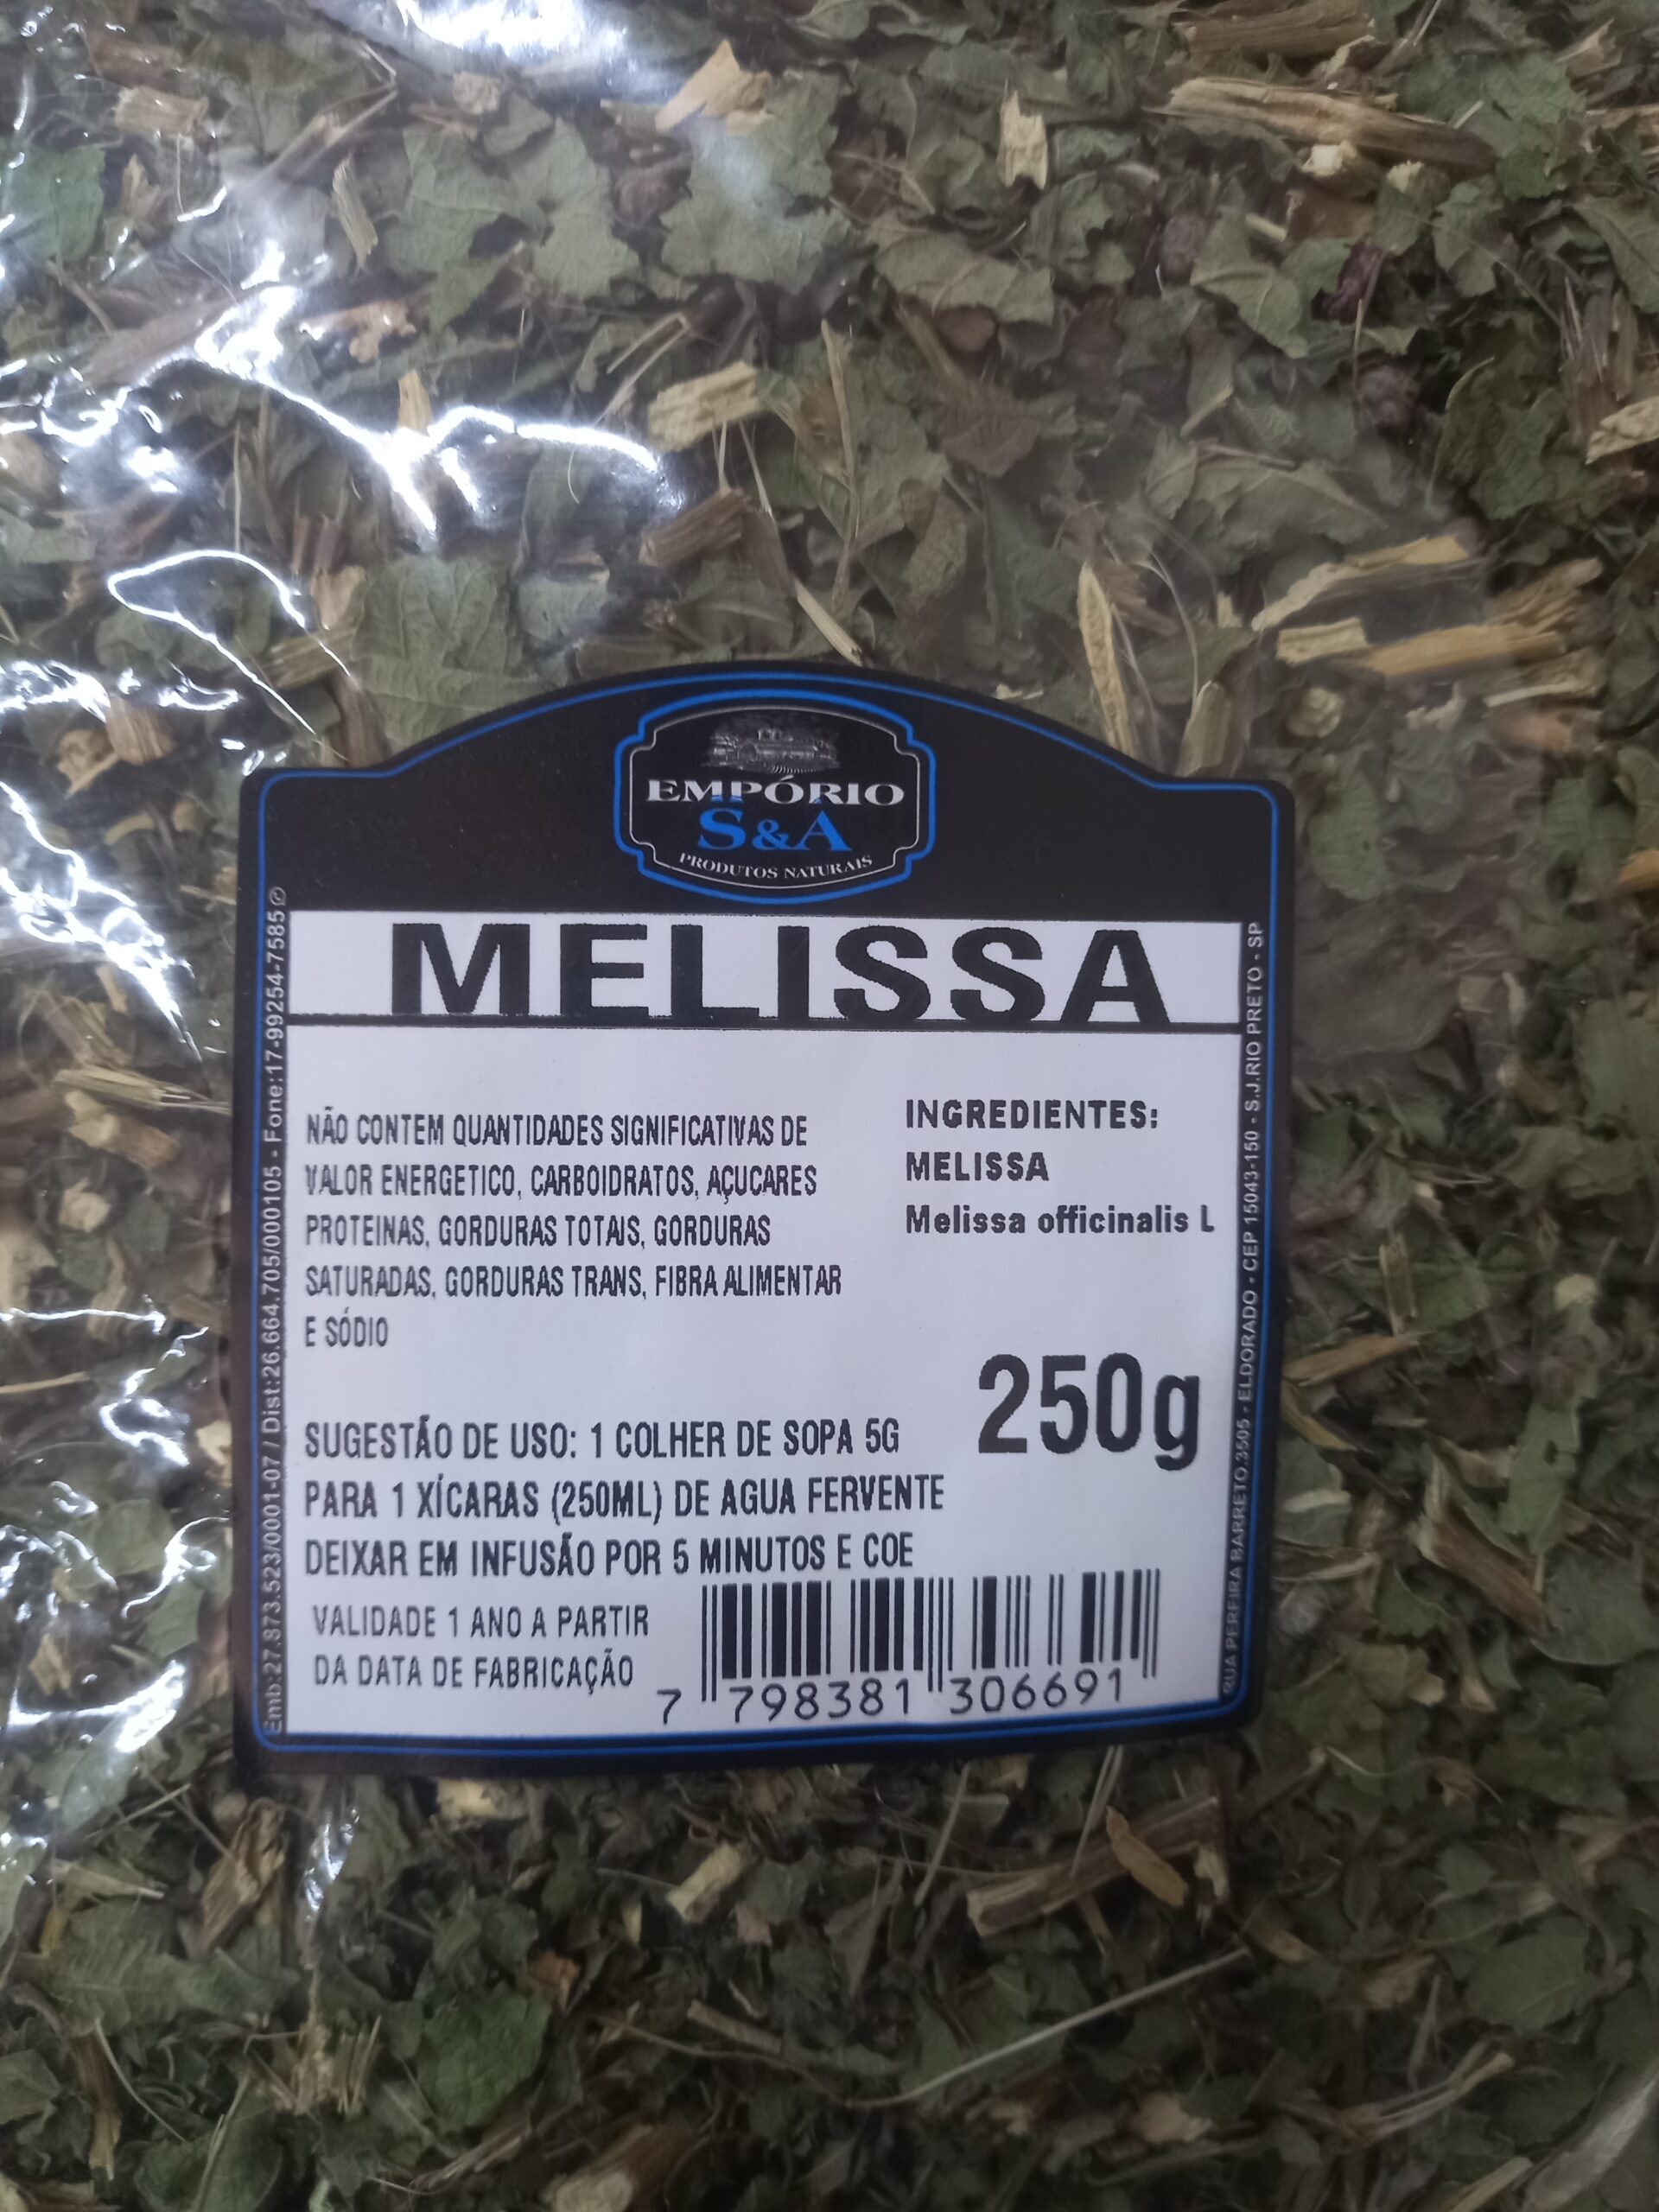 EMPÓRIO
S&A
PRODUTOS NATURAIS
MELISSA
NÃO CONTEM QUANTIDADES SIGNIFICATIVAS DE
VALOR ENERGETICO, CARBOIDRATOS, AÇUCARES
PROTEINAS, GORDURAS TOTAIS, GORDURAS
SATURADAS, GORDURAS TRANS, FIBRA ALIMENTAR
E SÓDIO
INGREDIENTES:
MELISSA
Melissa officinalis L
250g
SUGESTÃO DE USO: 1 COLHER DE SOPA 5G
PARA 1 XÍCARAS (250ML) DE AGUA FERVENTE
DEIXAR EM INFUSÃO POR 5 MINUTOS E COE
VALIDADE 1 ANO A PARTIR
DA DATA DE FABRICAÇÃO
7 798381 306691
Emb:27.873.523/0001-07 / Dist:26.664.705/000105 - Fone:17-99254-7585
RUA PEREIRA BARRETO,3505 - ELDORADO - CEP 15043-150 - S.J.RIO PRETO - SP